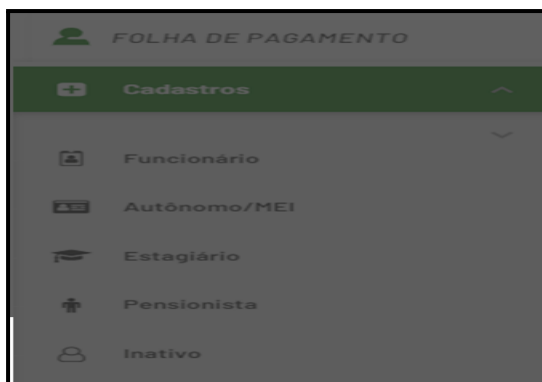 FOLHA DE PAGAMENTO
Cadastros
Funcionário
Autônomo/MEI
Estagiário
Pensionista
Inativo